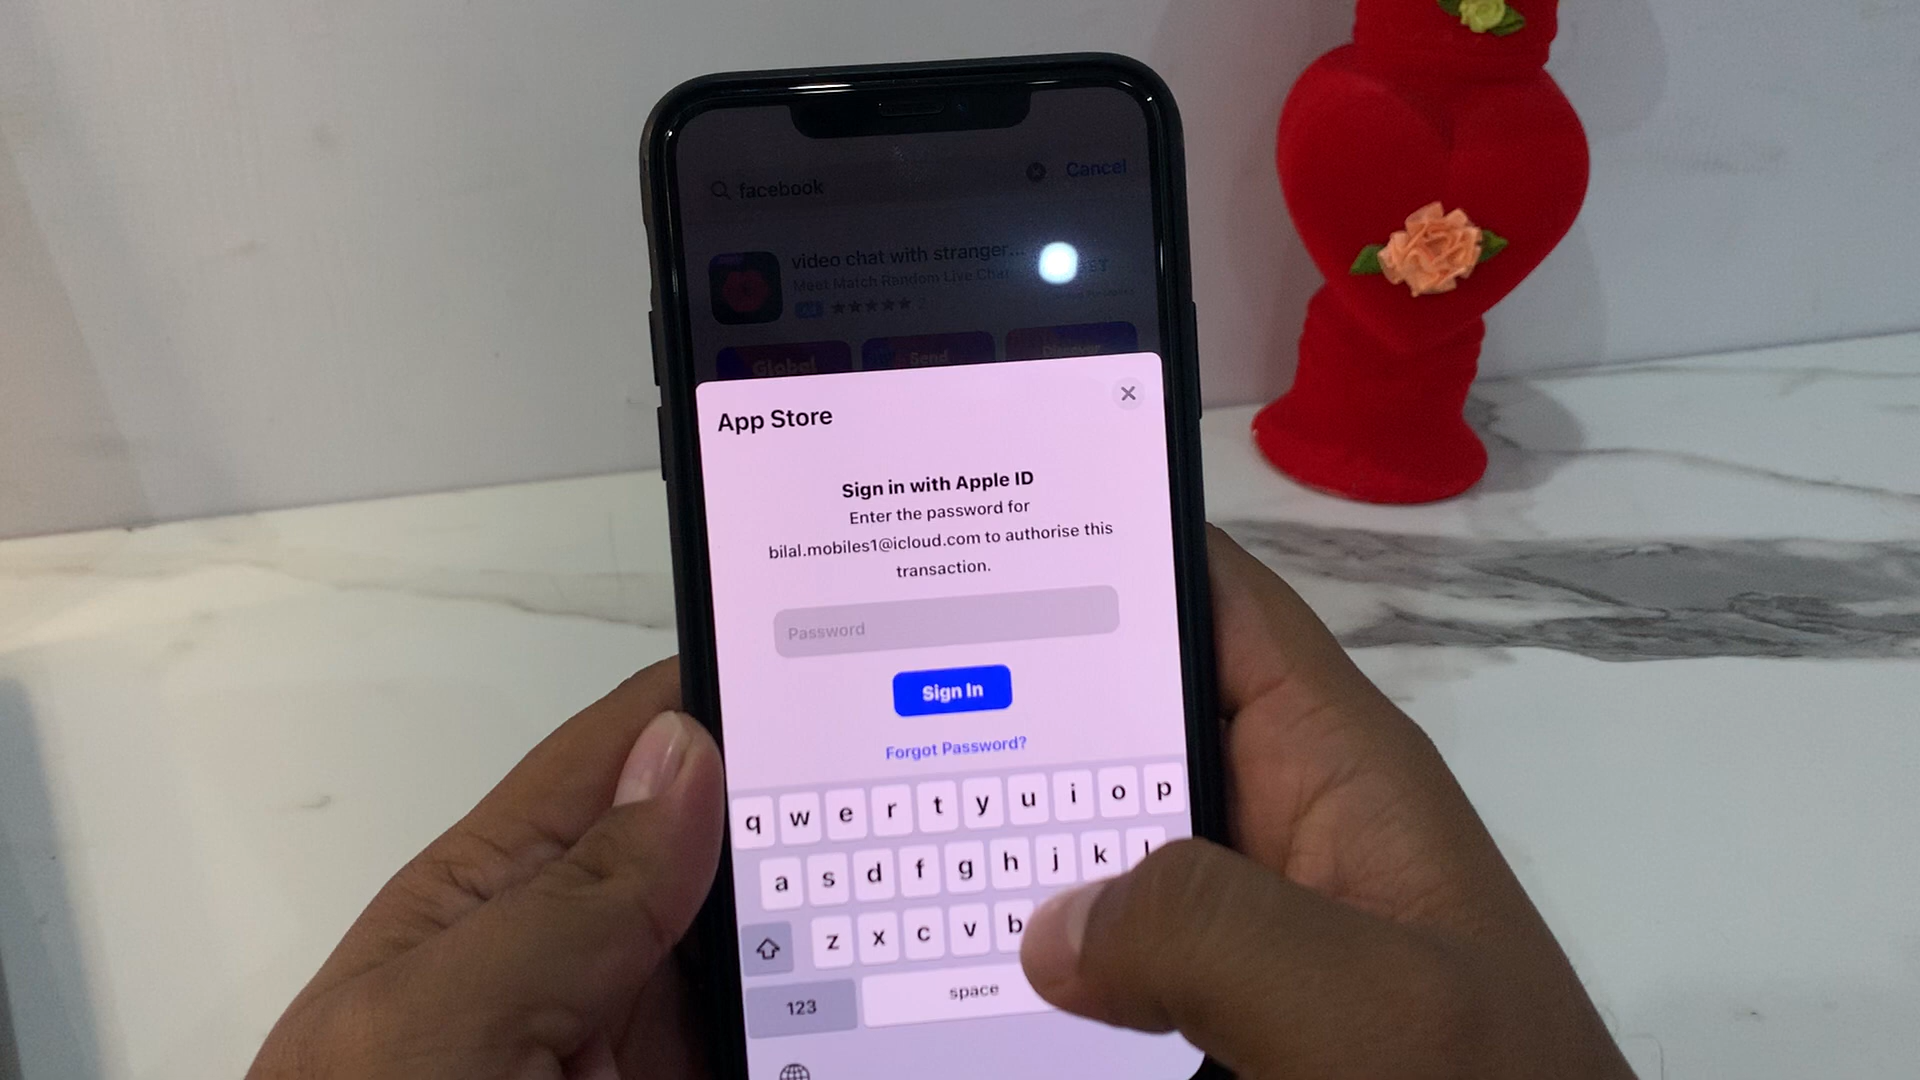 facebook
Cancel
video chat with stranger...
Meet Match Random Live Chat
Ad
Global
Send
Discover
App Store
Sign in with Apple ID
Enter the password for
bilal.mobiles1@icloud.com to authorise this
transaction.
Password
Sign In
Forgot Password?
q w e r t y u i o p
a s d f g h j k l
z x c v b
123
space